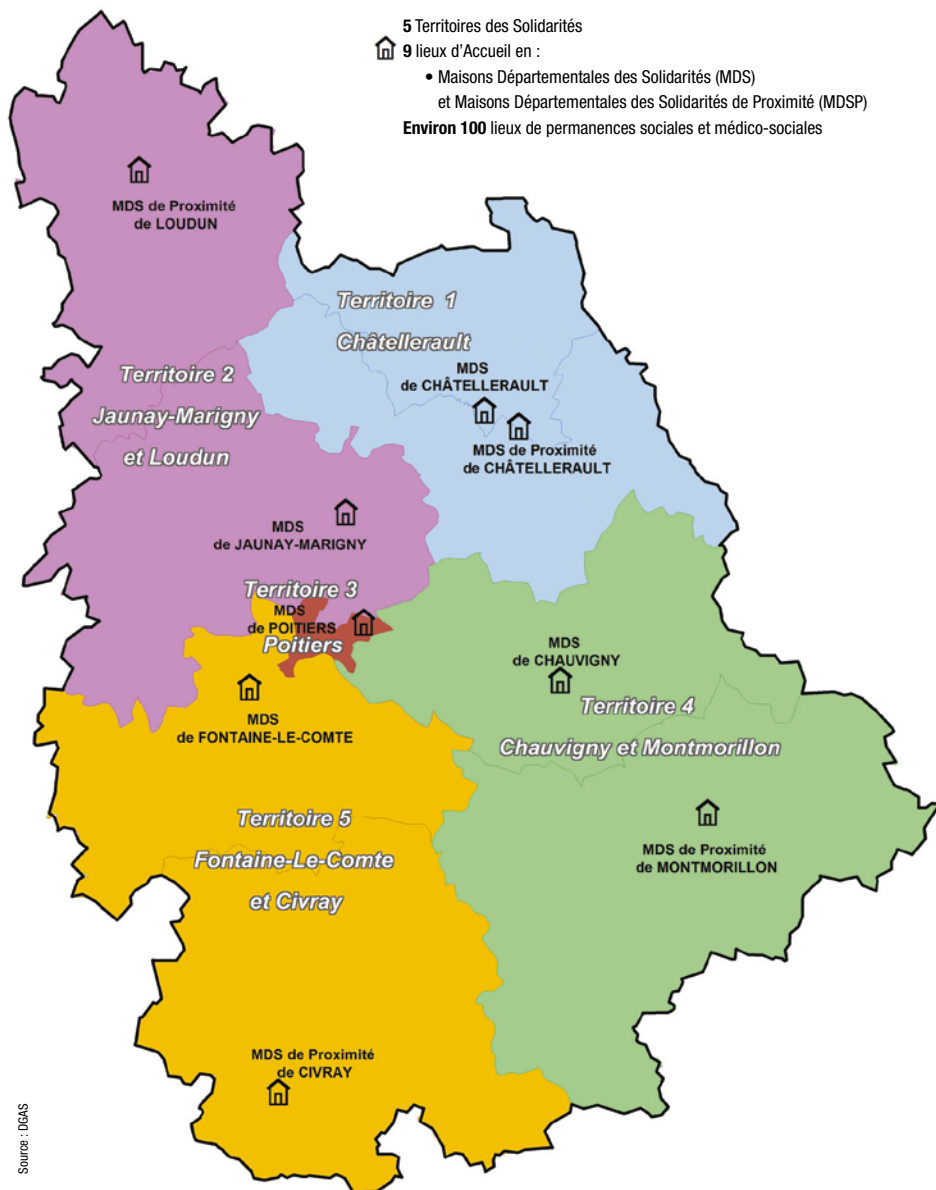 5 Territoires des Solidarités
9 lieux d'Accueil en :
• Maisons Départementales des Solidarités (MDS)
et Maisons Départementales des Solidarités de Proximité (MDSP)
Environ 100 lieux de permanences sociales et médico-sociales
MDS de Proximité
de LOUDUN
Territoire 1
Châtellerault
MDS
de CHÂTELLERAULT
MDS de Proximité
de CHÂTELLERAULT
Territoire 2
Jaunay-Marigny
et Loudun
MDS
de JAUNAY-MARIGNY
Territoire 3
MDS
de POITIERS
Poitiers
MDS
de CHAUVIGNY
Territoire 4
Chauvigny et Montmorillon
MDS
de FONTAINE-LE-COMTE
Territoire 5
Fontaine-Le-Comte
et Civray
MDS de Proximité
de MONTMORILLON
MDS de Proximité
de CIVRAY
Source : DGAS